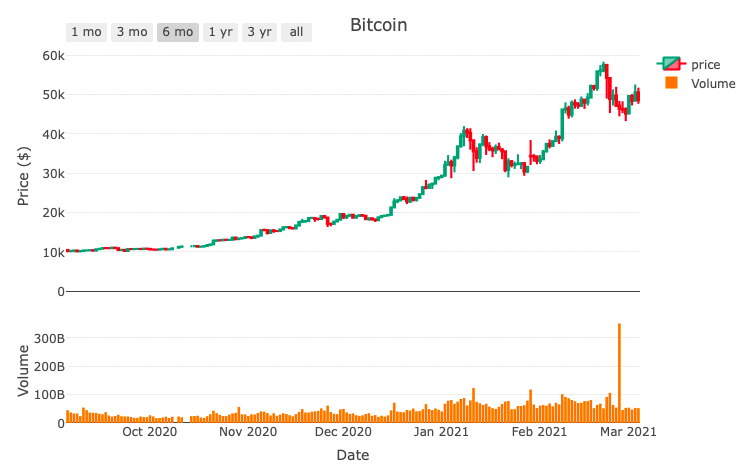 Bitcoin
1 mo 3 mo 6 mo 1 yr 3 yr all
price
Volume
Price ($)
60k
50k
40k
30k
20k
10k
0
Volume
300B
200B
100B
0
Oct 2020 Nov 2020 Dec 2020 Jan 2021 Feb 2021 Mar 2021
Date